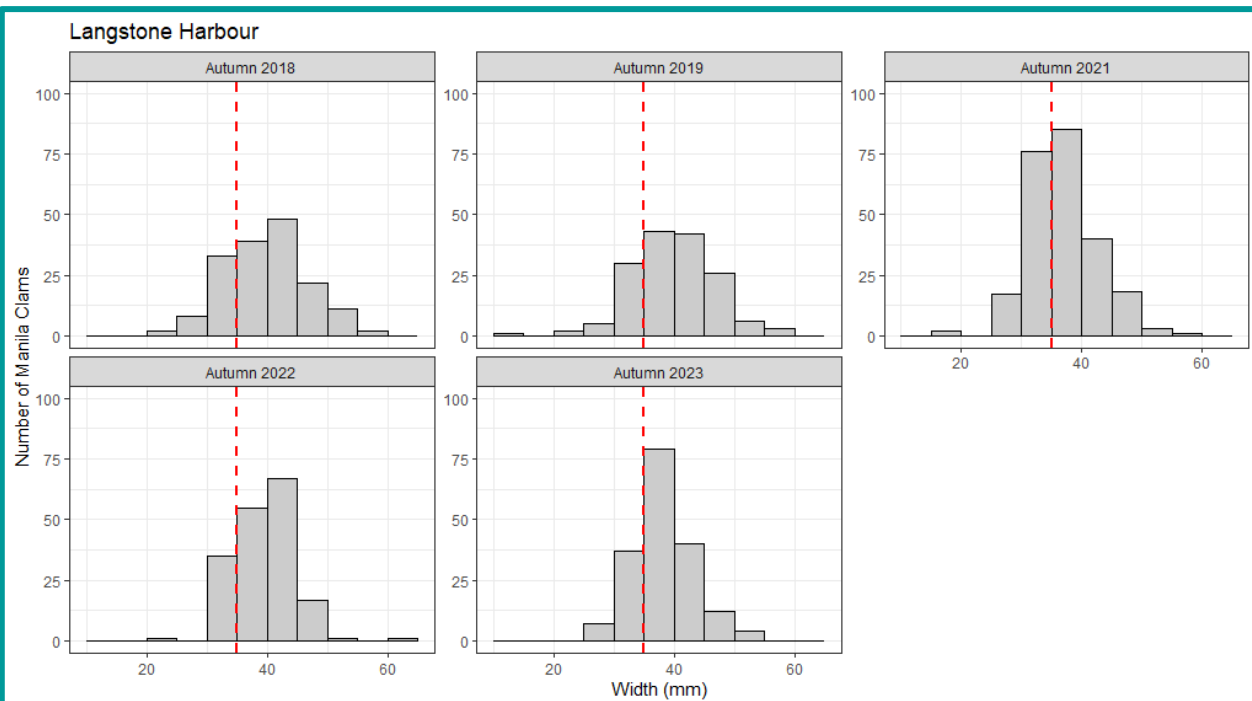 Langstone Harbour
Autumn 2018 Autumn 2019 Autumn 2021
100 100 100
75 75 75
50 50 50
25 25 25
0 0 0
20 40 60
Autumn 2022 Autumn 2023
100 100
75 75
50 50
25 25
0 0
20 40 60 20 40 60
Number of Manila Clams
Width (mm)